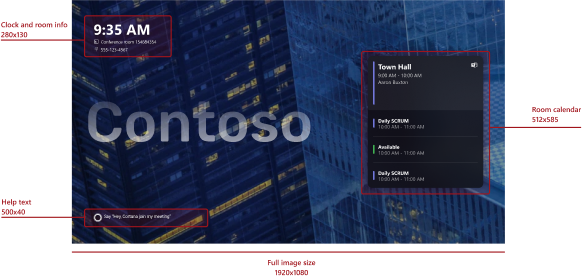 Clock and room info
280x130
9:35 AM
Conference room 15489354
555-123-4567
Contoso
Town Hall
9:00 AM - 10:00 AM
Aaron Buxton
Daily SCRUM
10:00 AM - 11:00 AM
Available
10:00 AM - 11:00 AM
Daily SCRUM
10:00 AM - 11:00 AM
Room calendar
512x585
Help text
500x40
Say "Hey, Cortana join my meeting"
Full image size
1920x1080